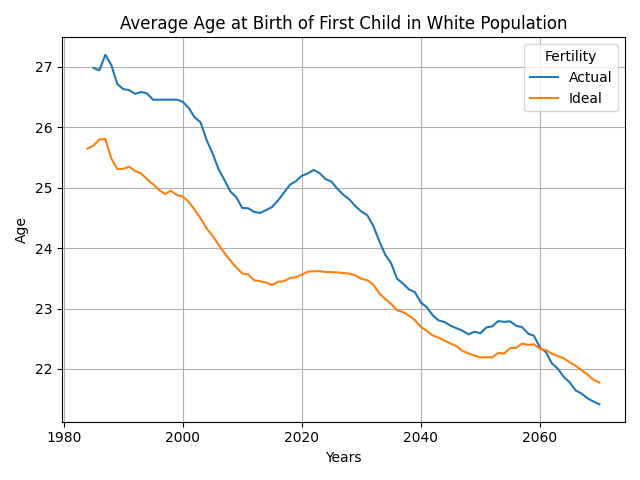 Average Age at Birth of First Child in White Population
Fertility
Actual
Ideal
27
26
25
24
23
22
Age
1980
2000
2020
2040
2060
Years